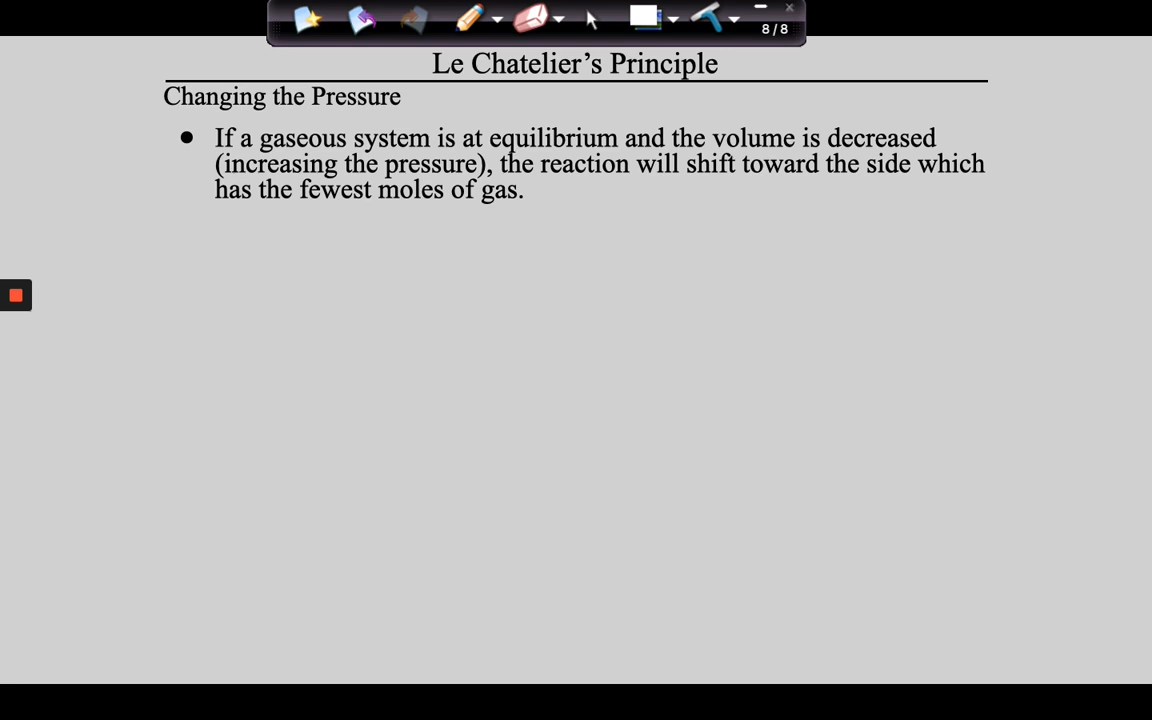 8/8
Le Chatelier's Principle
Changing the Pressure
● If a gaseous system is at equilibrium and the volume is decreased
(increasing the pressure), the reaction will shift toward the side which
has the fewest moles of gas.